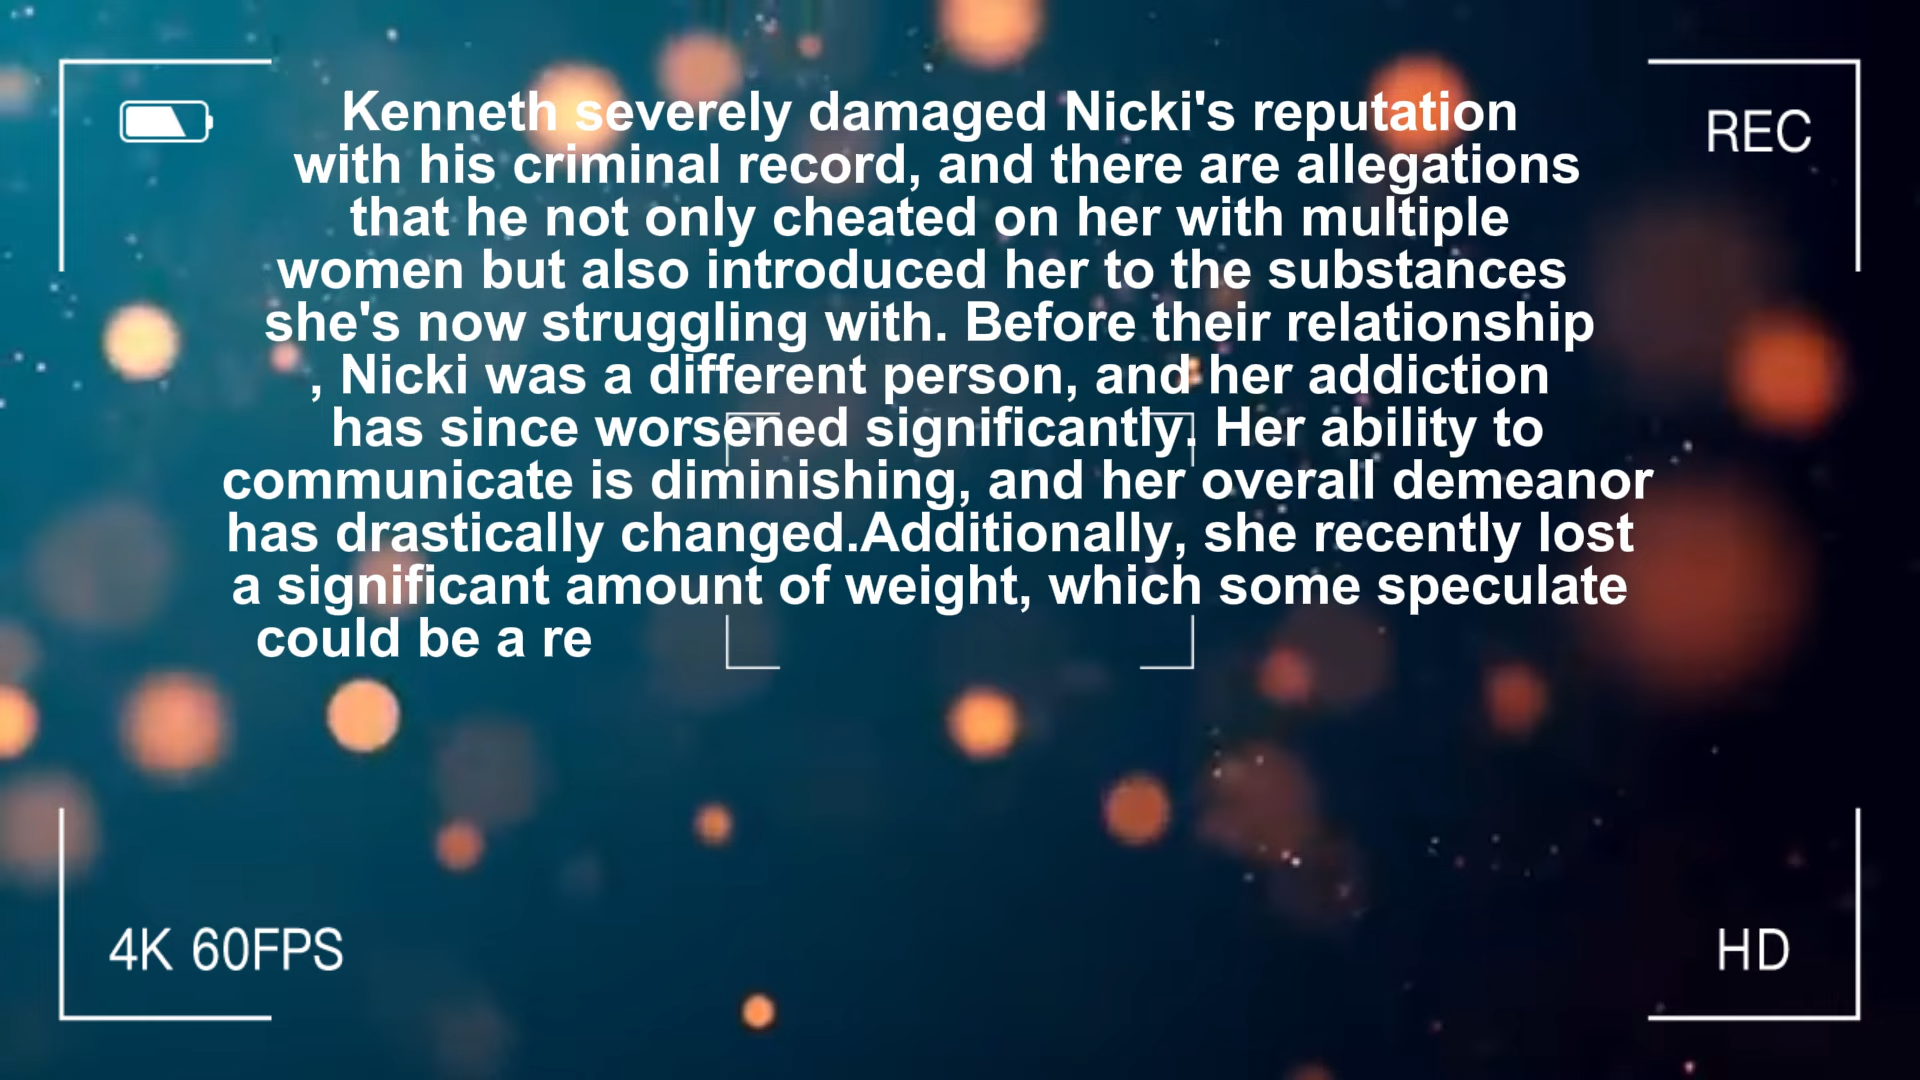 REC
Kenneth severely damaged Nicki's reputation
with his criminal record, and there are allegations
that he not only cheated on her with multiple
women but also introduced her to the substances
she's now struggling with. Before their relationship
, Nicki was a different person, and her addiction
has since worsened significantly. Her ability to
communicate is diminishing, and her overall demeanor
has drastically changed.Additionally, she recently lost
a significant amount of weight, which some speculate
could be a re
4K 60FPS
HD